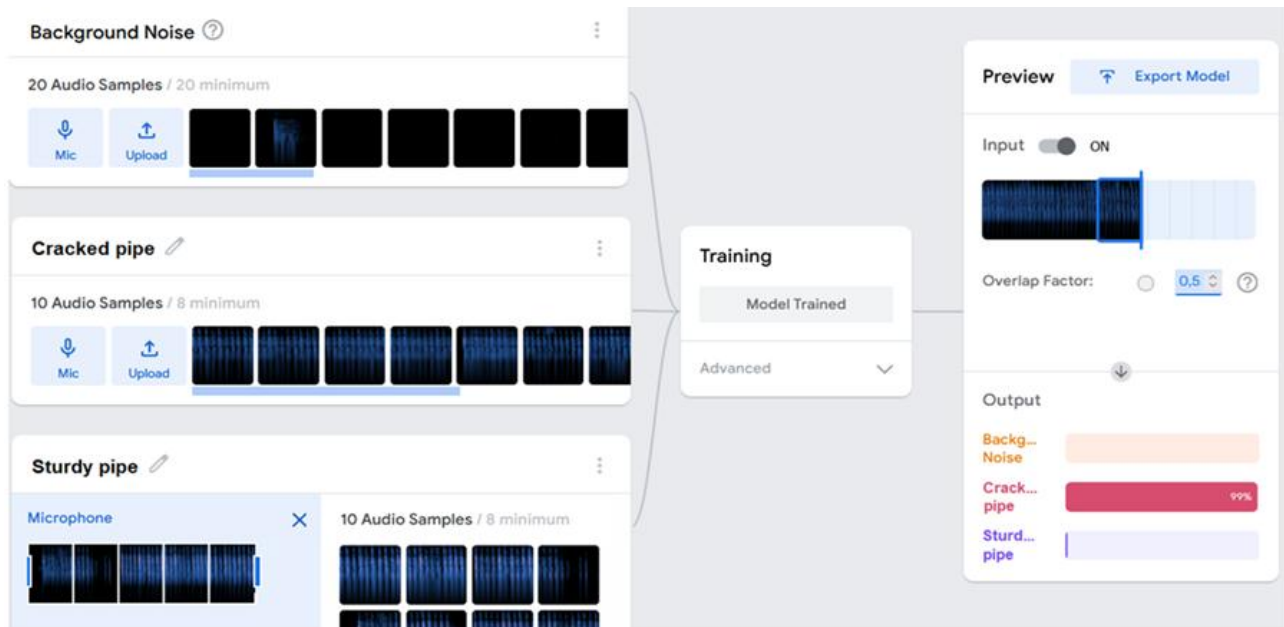 Background Noise
20 Audio Samples / 20 minimum
Mic
Upload
Cracked pipe
10 Audio Samples / 8 minimum
Mic
Upload
Sturdy pipe
Microphone
10 Audio Samples / 8 minimum
Training
Model Trained
Advanced
Preview
Export Model
Input ON
Overlap Factor: 0,5
Output
Backg...
Noise
Crack...
pipe
99%
Sturd...
pipe